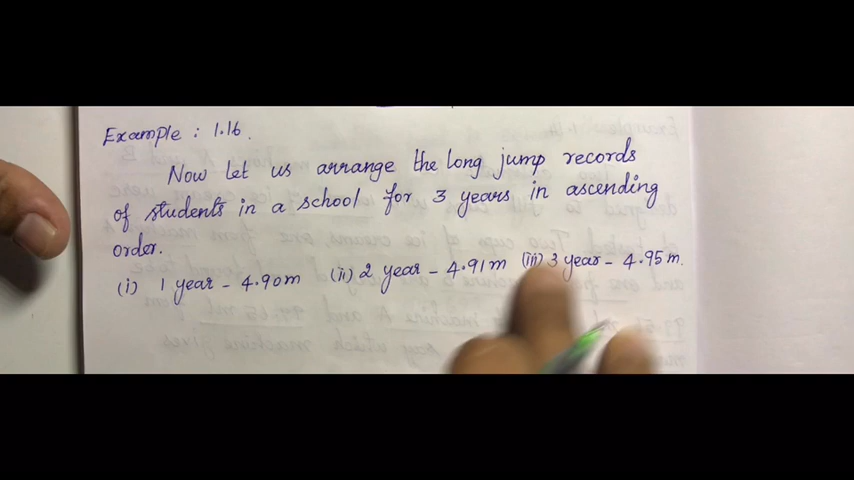 Example : 1.16.
Now let us arrange the long jump records
of students in a school for 3 years in ascending
order.
(i) 1 year - 4.90m (ii) 2 year - 4.91m (iii) 3 year - 4.95m.